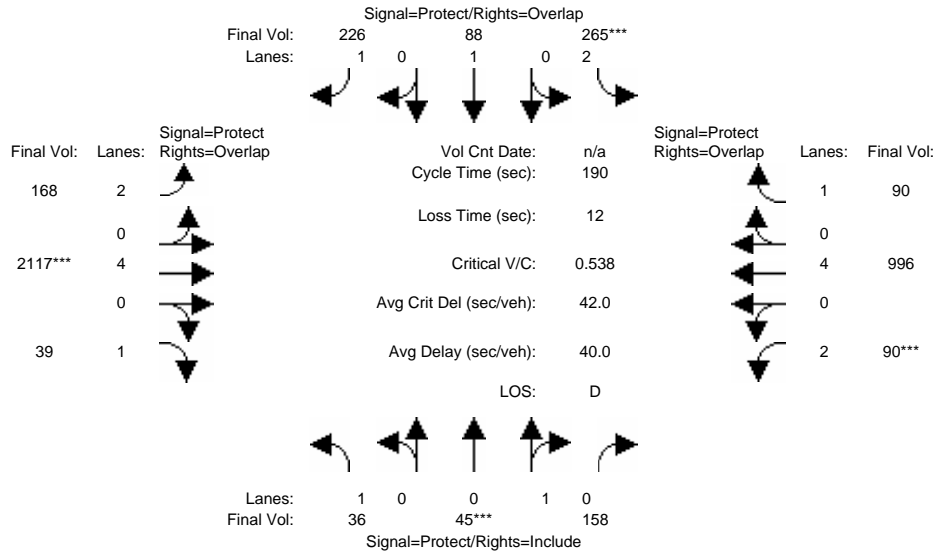 Signal=Protect/Rights=Overlap
Final Vol: 226 88 265***
Lanes: 1 0 1 0 2
Signal=Protect Signal=Protect
Final Vol: Lanes: Rights=Overlap Vol Cnt Date: n/a Rights=Overlap Lanes: Final Vol:
Cycle Time (sec): 190
168 2 1 90
Loss Time (sec): 12
0 0
2117*** 4 Critical V/C: 0.538 4 996
0 Avg Crit Del (sec/veh): 42.0 0
39 1 Avg Delay (sec/veh): 40.0 2 90***
LOS: D
Lanes: 1 0 0 1 0
Final Vol: 36 45*** 158
Signal=Protect/Rights=Include